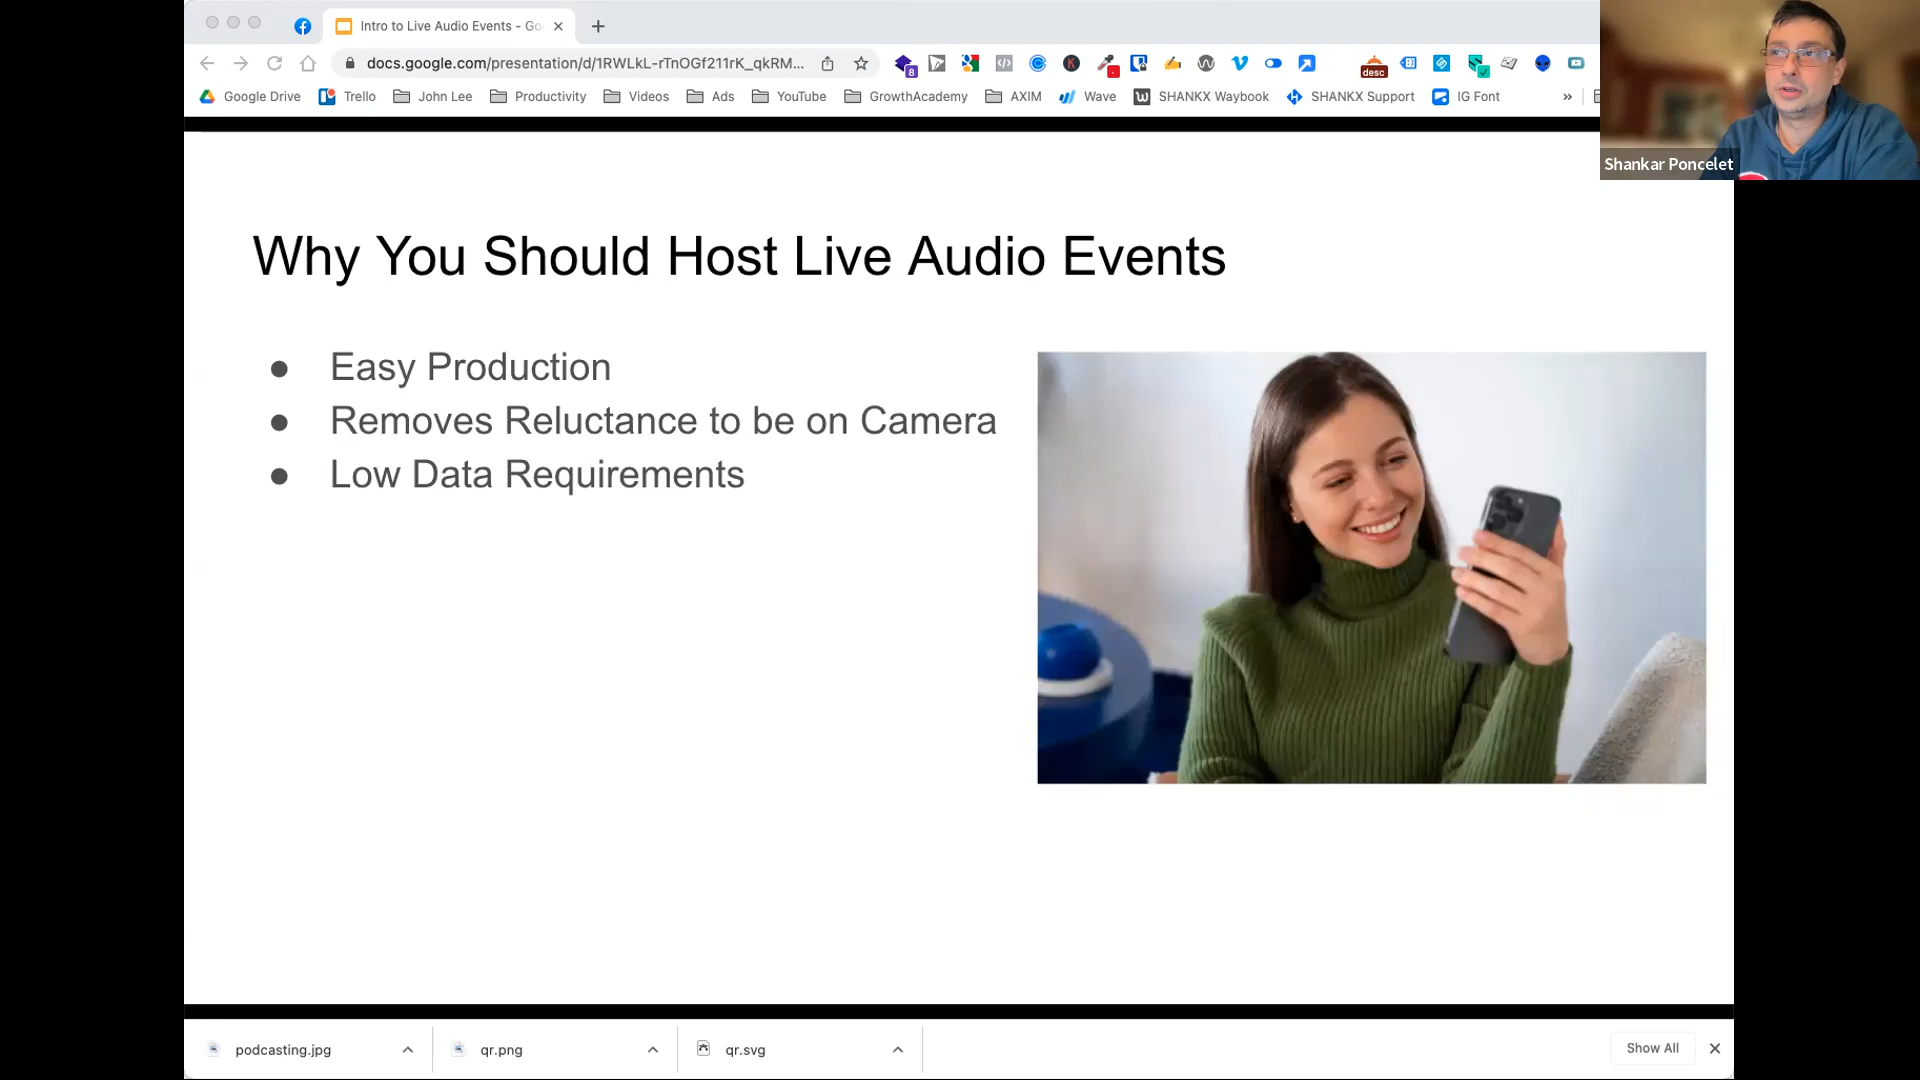 Intro to Live Audio Events - Go
docs.google.com/presentation/d/1RWLkL-rTnOGf211rK_qkRM...
8
desc
Google Drive
Trello
John Lee
Productivity
Videos
Ads
YouTube
GrowthAcademy
AXIM
Wave
SHANKX Waybook
SHANKX Support
IG Font
»
Shankar Poncelet
Why You Should Host Live Audio Events
● Easy Production
● Removes Reluctance to be on Camera
● Low Data Requirements
podcasting.jpg
qr.png
qr.svg
Show All